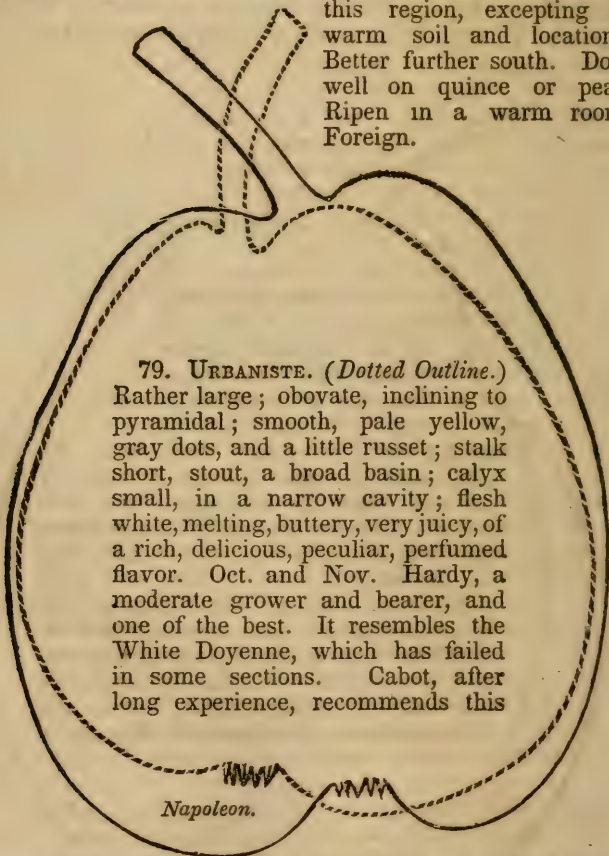 this region, excepting
warm soil and location
Better further south. Do
well on quince or pea
Ripen in a warm room
Foreign.
79. URBANISTE. (Dotted Outline.)
Rather large; obovate, inclining to
pyramidal; smooth, pale yellow,
gray dots, and a little russet; stalk
short, stout, a broad basin; calyx
small, in a narrow cavity; flesh
white, melting, buttery, very juicy, of
a rich, delicious, peculiar, perfumed
flavor. Oct. and Nov. Hardy, a
moderate grower and bearer, and
one of the best. It resembles the
White Doyenne, which has failed
in some sections. Cabot, after
long experience, recommends this
Napoleon.